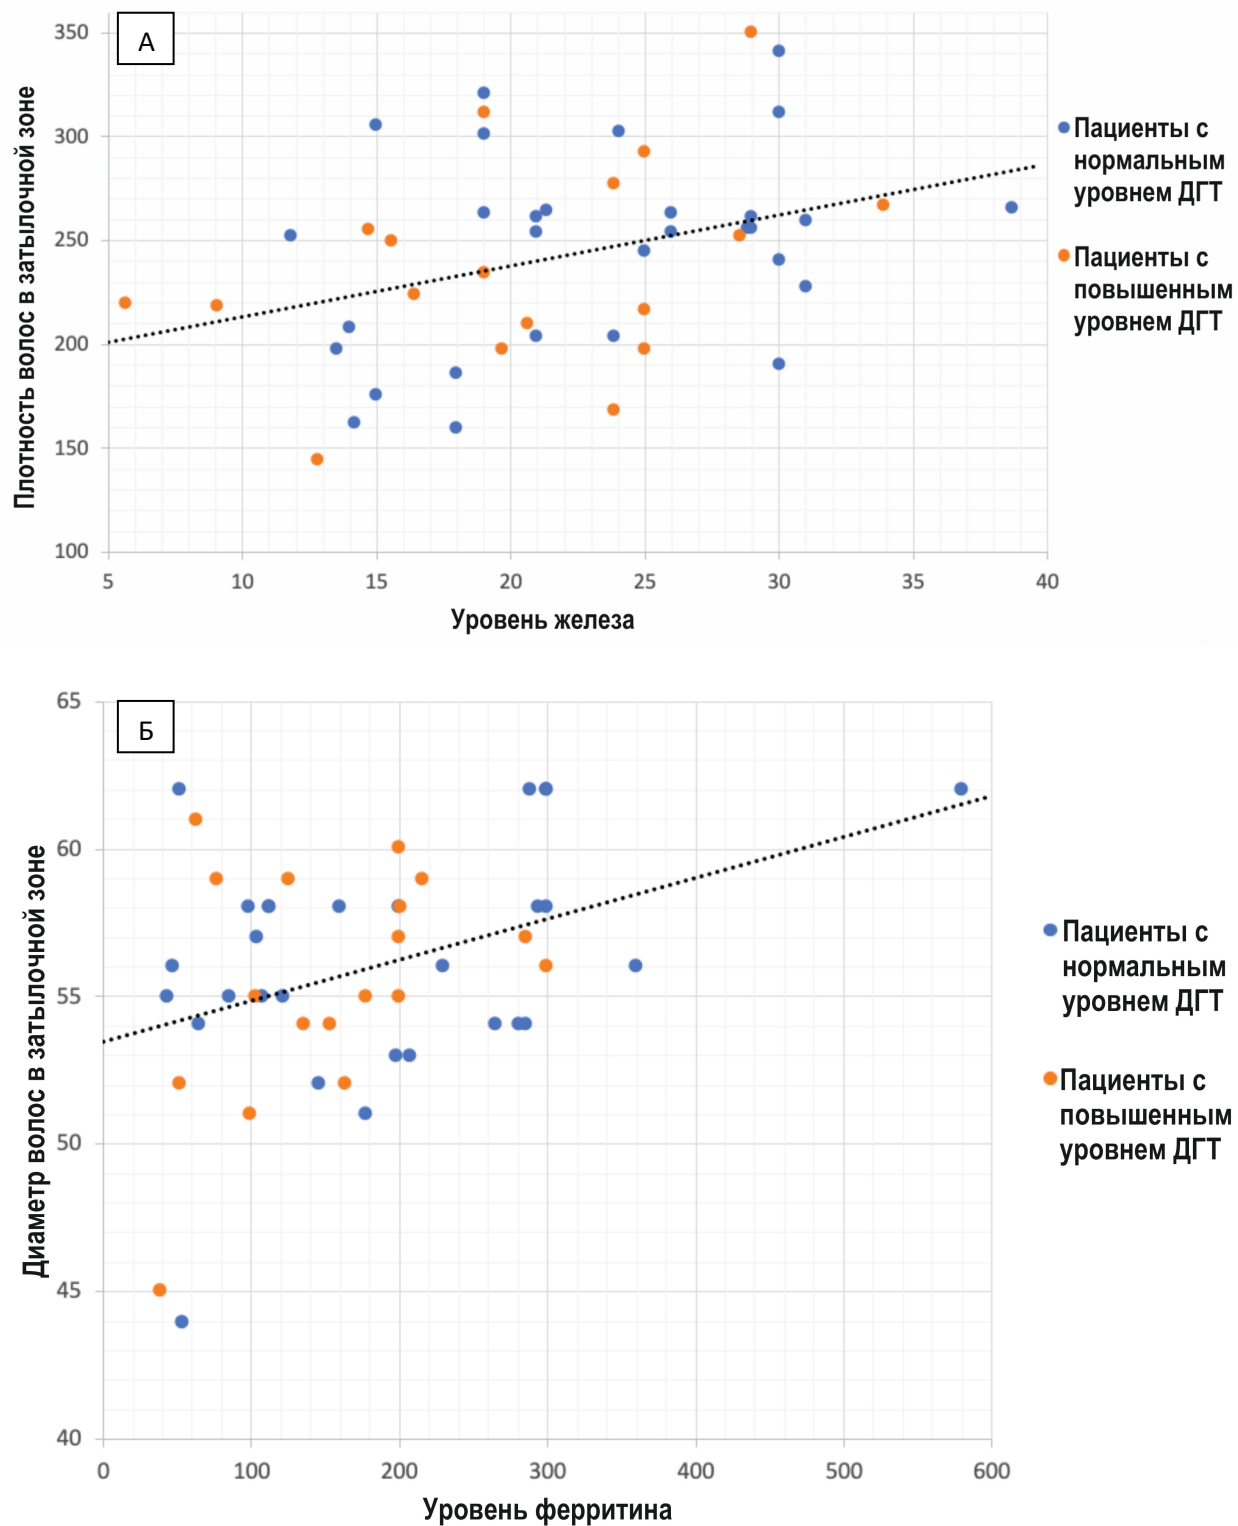 А
350
300
250
200
150
100
Плотность волос в затылочной зоне
5 10 15 20 25 30 35 40
Уровень железа
Пациенты с
нормальным
уровнем ДГТ
Пациенты с
повышенным
уровнем ДГТ
Б
65
60
55
50
45
40
Диаметр волос в затылочной зоне
0 100 200 300 400 500 600
Уровень ферритина
Пациенты с
нормальным
уровнем ДГТ
Пациенты с
повышенным
уровнем ДГТ